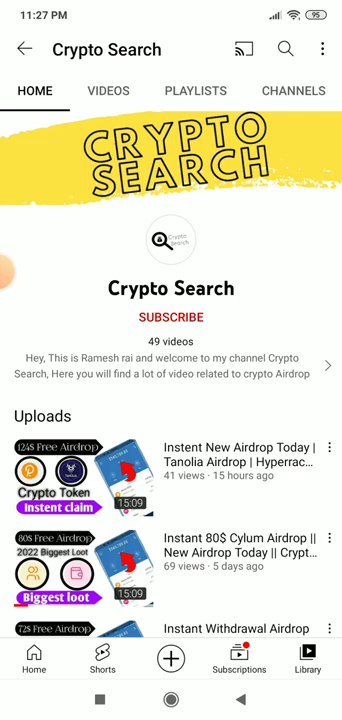 11:27 PM
95
Crypto Search
HOME VIDEOS PLAYLISTS CHANNELS
CRYPTO
SEARCH
Crypto
Search
Crypto Search
SUBSCRIBE
49 videos
Hey, This is Ramesh rai and welcome to my channel Crypto
Search, Here you will find a lot of video related to crypto Airdrop
Uploads
124$ Free Airdrop
Crypto Token
Instent claim
15:09
Instent New Airdrop Today |
Tanolia Airdrop | Hyperrac...
41 views · 15 hours ago
80$ Free Airdrop
2022 Biggest Loot
Biggest loot
15:09
Instant 80$ Cylum Airdrop ||
New Airdrop Today || Crypt...
69 views · 5 days ago
72$ Free Airdrop
Instant Withdrawal Airdrop
Home Shorts Subscriptions Library